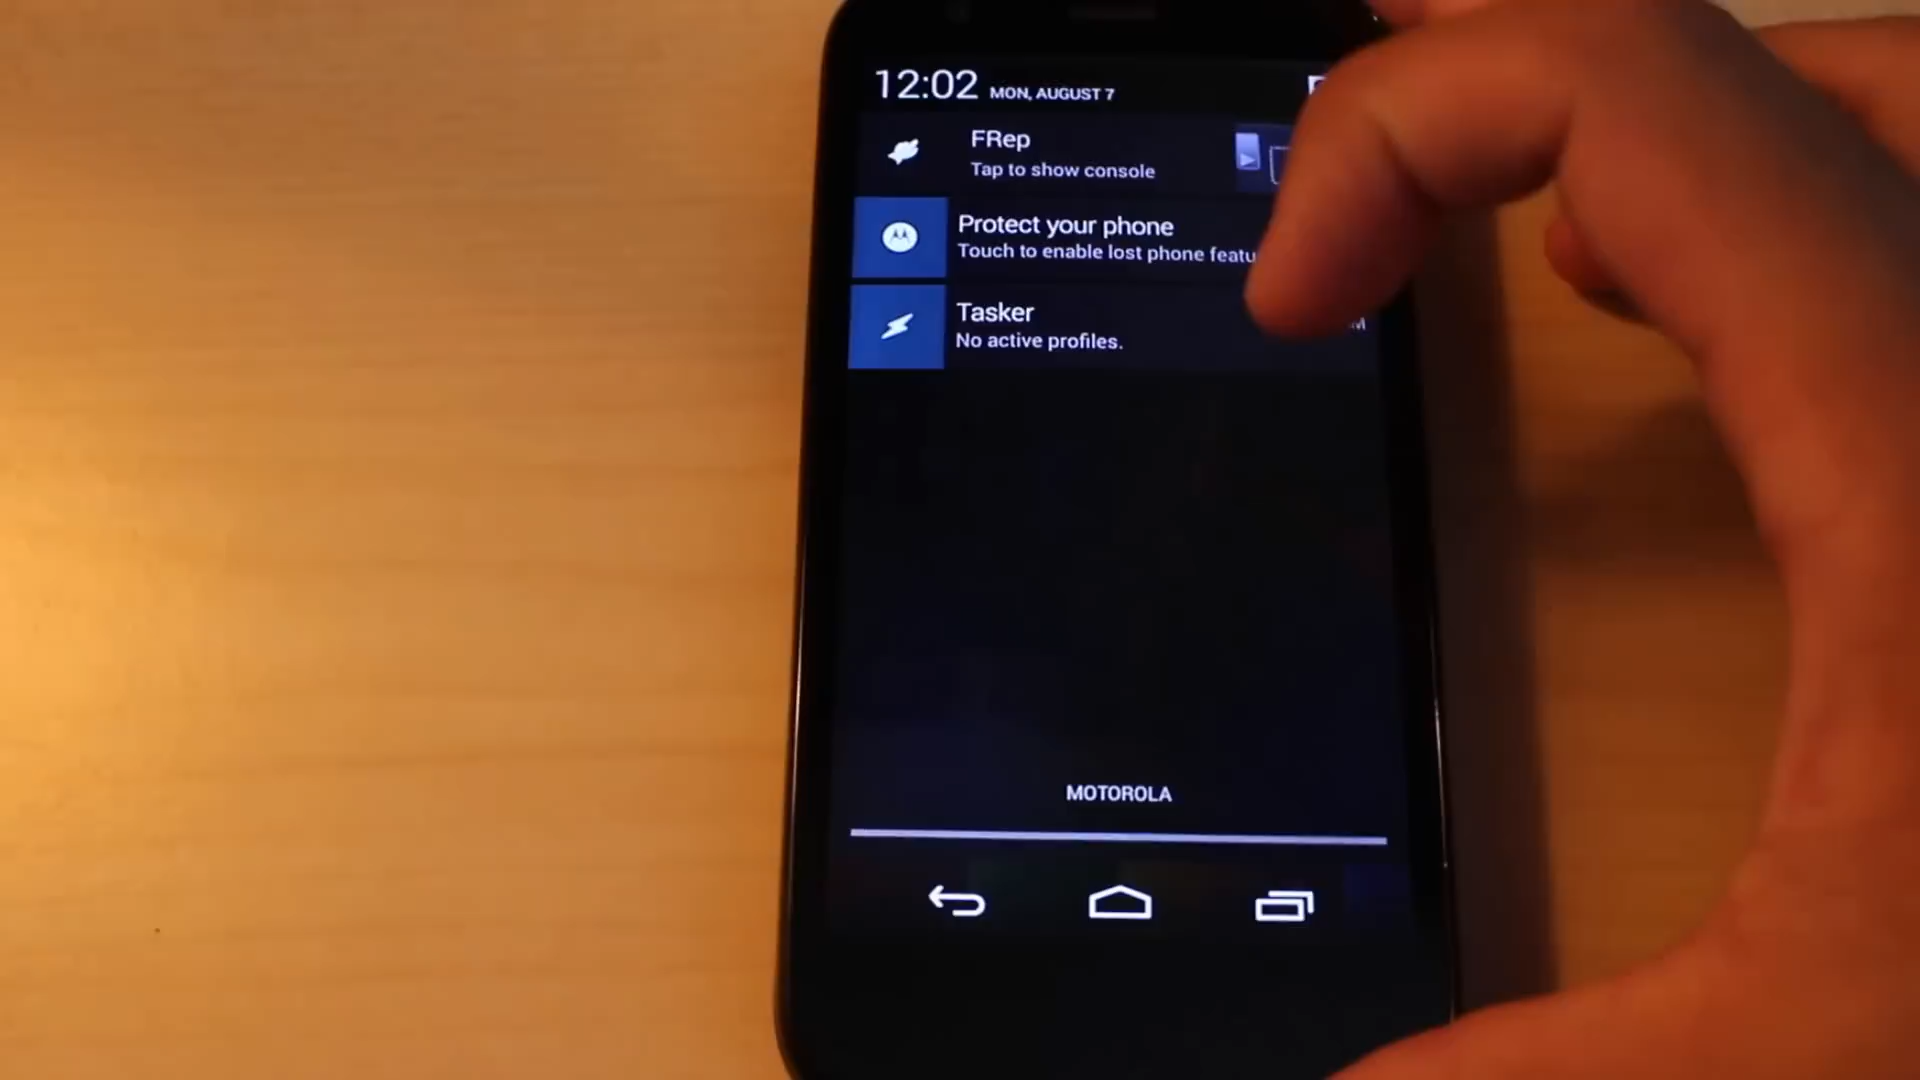 12:02 MON, AUGUST 7
FRep
Tap to show console
Protect your phone
Touch to enable lost phone
Tasker
No active profiles.
MOTOROLA